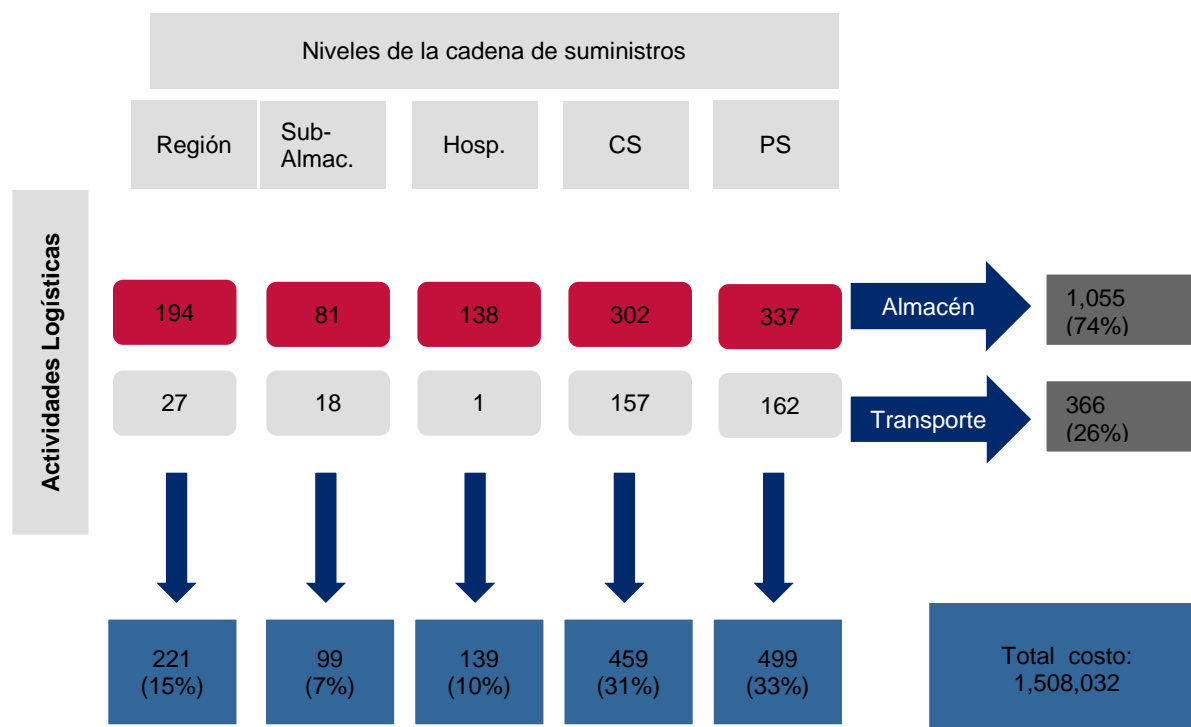 Niveles de la cadena de suministros
Región
Sub-
Almac.
Hosp.
CS
PS
Actividades Logísticas
194
81
138
302
337
Almacén
1,055
(74%)
27
18
1
157
162
Transporte
366
(26%)
221
(15%)
99
(7%)
139
(10%)
459
(31%)
499
(33%)
Total costo:
1,508,032